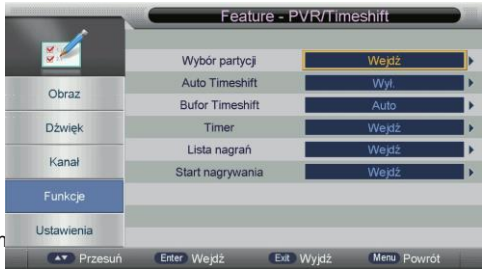 Feature - PVR/Timeshift
Wybór partycji Wejdź
Auto Timeshift Wył.
Bufor Timeshift Auto
Timer Wejdź
Lista nagrań Wejdź
Start nagrywania Wejdź
Obraz
Dźwięk
Kanał
Funkcje
Ustawienia
Przesuń Enter Wejdź Exit Wyjdź Menu Powrót